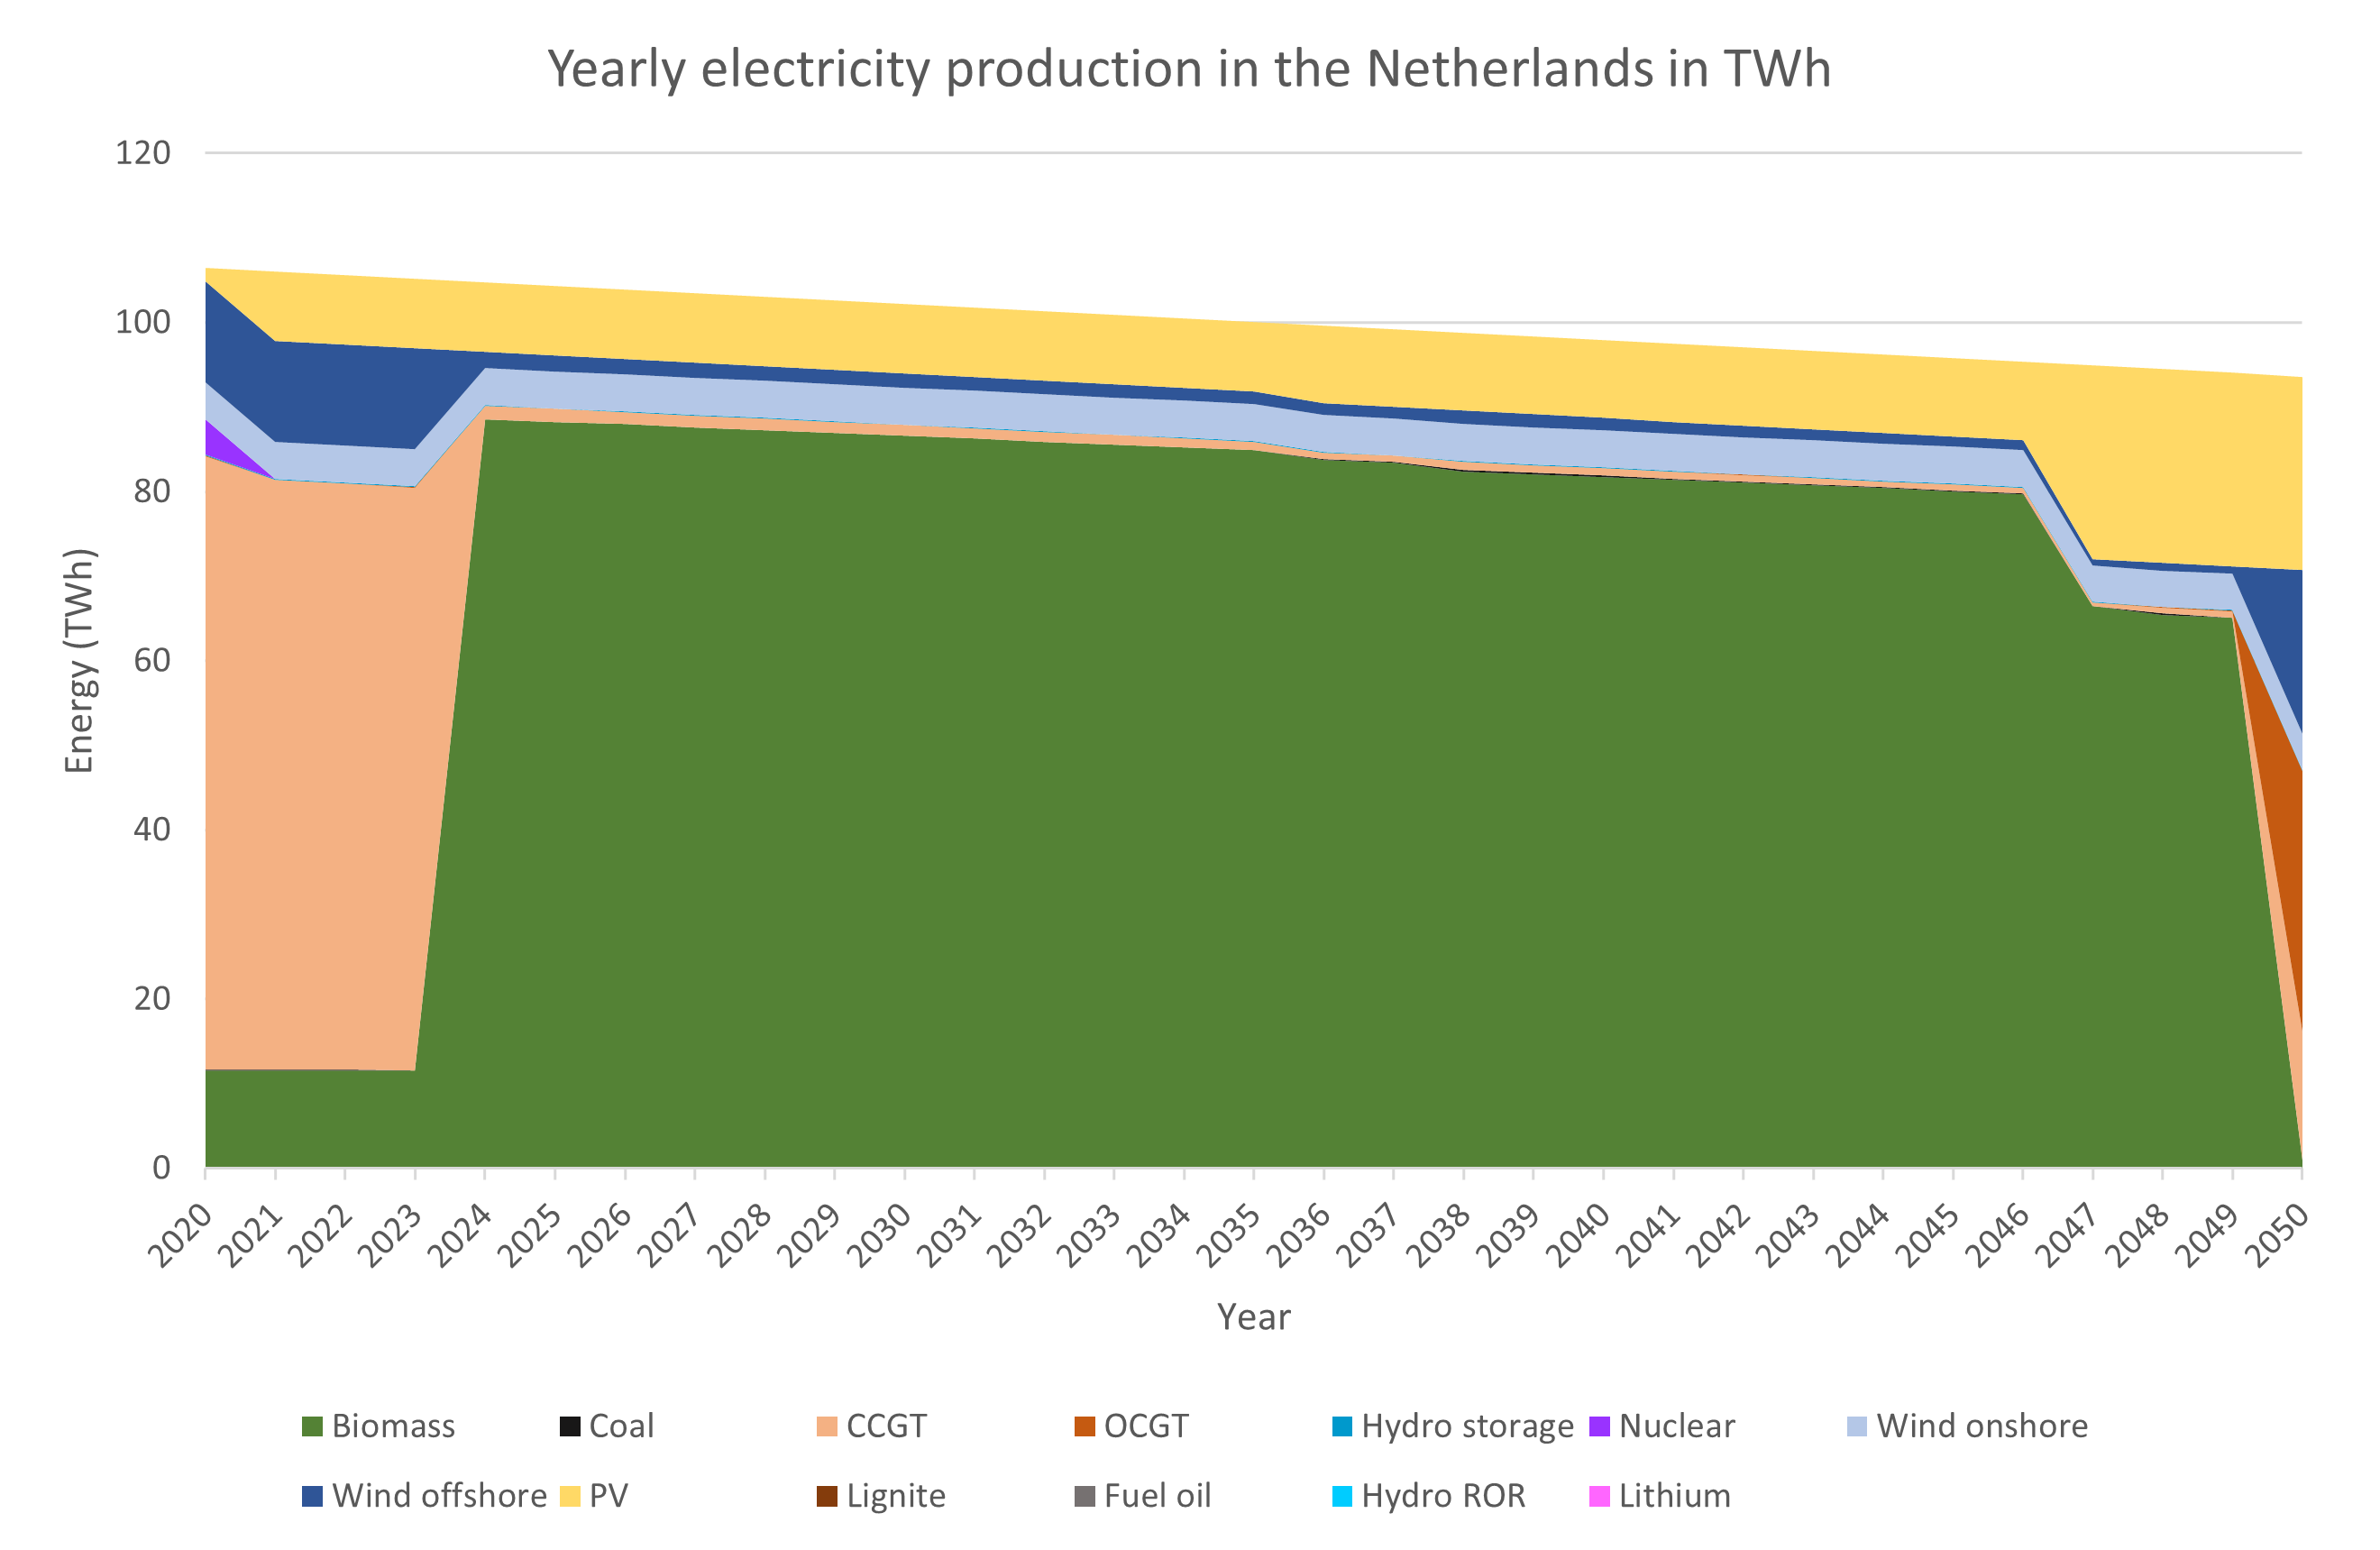 Yearly electricity production in the Netherlands in TWh
120
100
80
60
40
20
0
Energy (TWh)
2020 2021 2022 2023 2024 2025 2026 2027 2028 2029 2030 2031 2032 2033 2034 2035 2036 2037 2038 2039 2040 2041 2042 2043 2044 2045 2046 2047 2048 2049 2050
Year
Biomass Coal CCGT OCGT Hydro storage Nuclear Wind onshore
Wind offshore PV Lignite Fuel oil Hydro ROR Lithium